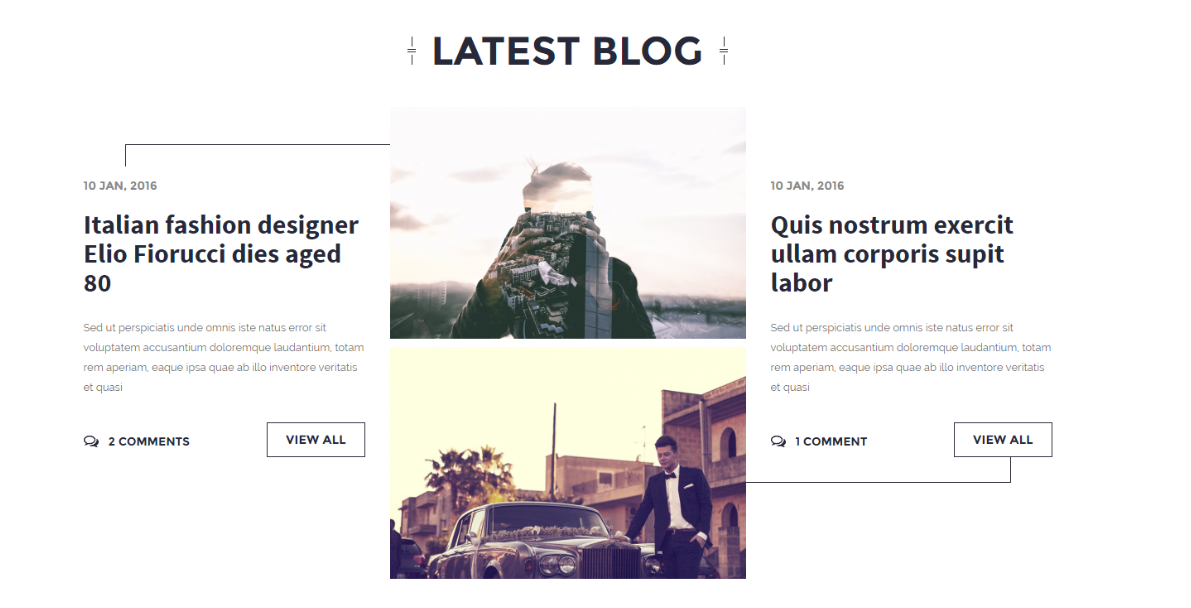 LATEST BLOG
10 JAN, 2016
Italian fashion designer
Elio Fiorucci dies aged
80
Sed ut perspiciatis unde omnis iste natus error sit
voluptatem accusantium doloremque laudantium, totam
rem aperiam, eaque ipsa quae ab illo inventore veritatis
et quasi
2 COMMENTS
VIEW ALL
10 JAN, 2016
Quis nostrum exercit
ullam corporis supit
labor
Sed ut perspiciatis unde omnis iste natus error sit
voluptatem accusantium doloremque laudantium, totam
rem aperiam, eaque ipsa quae ab illo inventore veritatis
et quasi
1 COMMENT
VIEW ALL